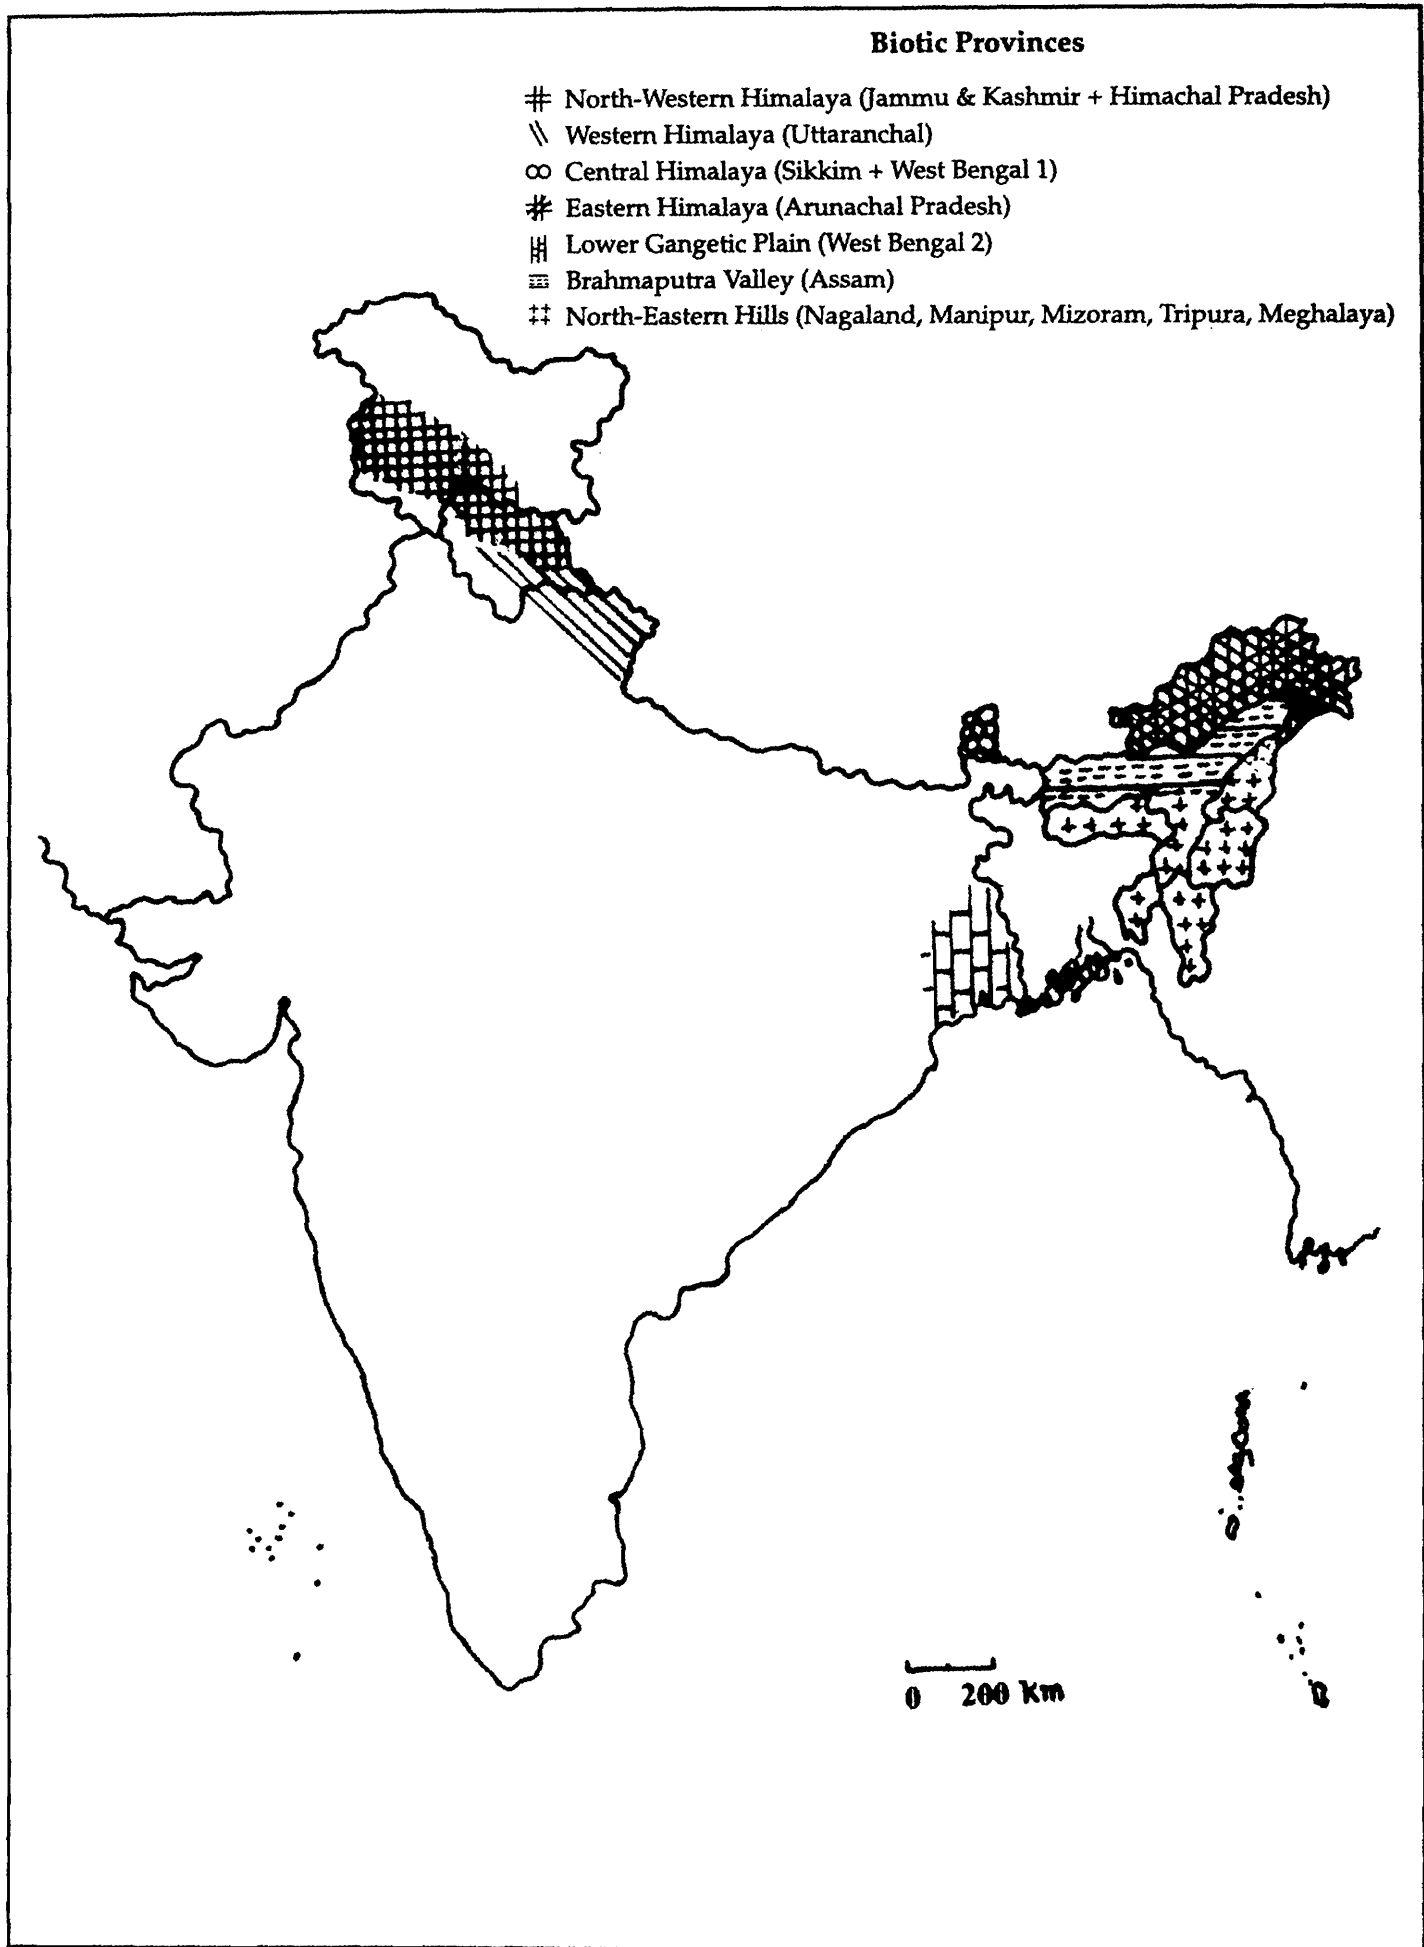 Biotic Provinces
North-Western Himalaya (Jammu & Kashmir + Himachal Pradesh)
Western Himalaya (Uttaranchal)
Central Himalaya (Sikkim + West Bengal 1)
Eastern Himalaya (Arunachal Pradesh)
Lower Gangetic Plain (West Bengal 2)
Brahmaputra Valley (Assam)
North-Eastern Hills (Nagaland, Manipur, Mizoram, Tripura, Meghalaya)
0 200 Km